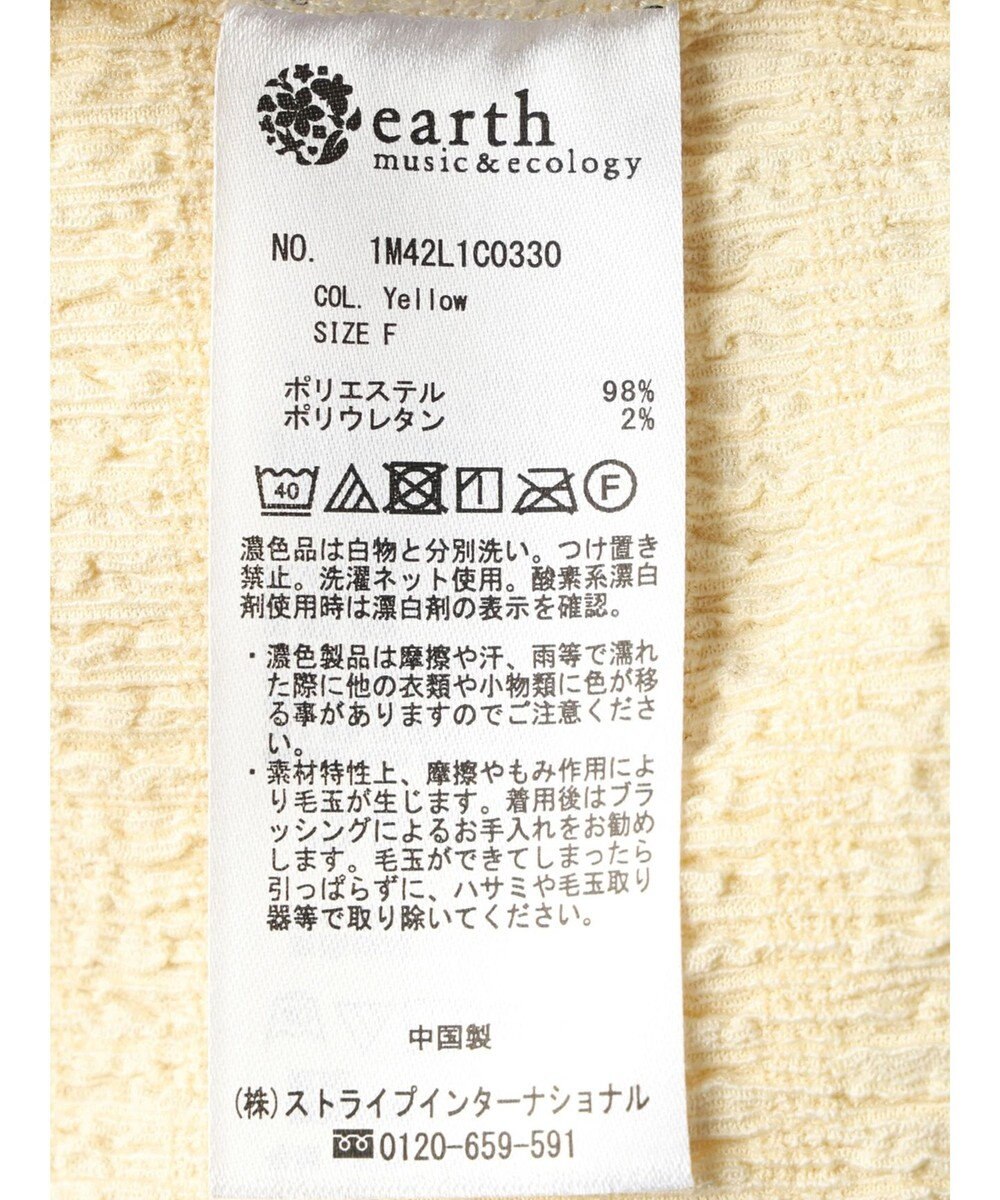 earth
music&ecology
NO. 1M42L1C0330
COL. Yellow
SIZE F
ポリエステル 98%
ポリウレタン 2%
40
F
濃色品は白物と分別洗い。つけ置き
禁止。洗濯ネット使用。酸素系漂白
剤使用時は漂白剤の表示を確認。
・濃色製品は摩擦や汗、雨等で濡れ
た際に他の衣類や小物類に色が移
る事がありますのでご注意くださ
い。
・素材特性上、摩擦やもみ作用によ
り毛玉が生じます。着用後はブラ
ッシングによるお手入れをお勧め
します。毛玉ができてしまったら
引っぱらずに、ハサミや毛玉取り
器等で取り除いてください。
中国製
(株)ストライプインターナショナル
0120-659-591